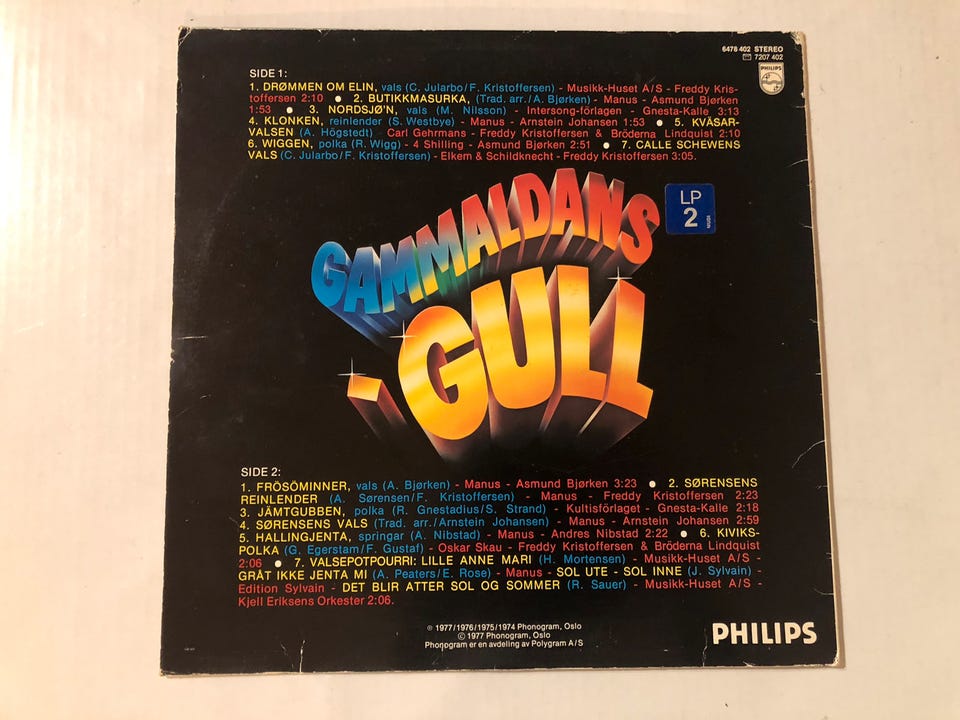 6478 402 STEREO
7207 402
PHILIPS
SIDE 1:
1. DRØMMEN OM ELIN, vals (C. Jularbo/F. Kristoffersen) - Musikk-Huset A/S - Freddy Kris-
toffersen 2:10 ● 2. BUTIKKMASURKA, (Trad. arr./A. Bjørken) - Manus - Asmund Bjørken
1:53 ● 3. NORDSJØ'N, vals (M. Nilsson) - Intersong-förlagen - Gnesta-Kalle 3:13
4. KLONKEN, reinlender (S. Westbye) - Manus - Arnstein Johansen 1:53 ● 5. KVÄSAR-
VALSEN (A. Högstedt) Carl Gehrmans - Freddy Kristoffersen & Bröderna Lindquist 2:10
6. WIGGEN, polka (R. Wigg) - 4 Shilling - Asmund Bjørken 2:51 ● 7. CALLE SCHEWENS
VALS (C. Jularbo/F. Kristoffersen) - Elkem & Schildknecht - Freddy Kristoffersen 3:05.
LP
2
GAMMALDANS
i GULL
SIDE 2:
1. FRÖSÖMINNER, vals (A. Bjørken) - Manus - Asmund Bjørken 3:23 ● 2. SØRENSENS
REINLENDER (A. Sørensen/F. Kristoffersen) - Manus - Freddy Kristoffersen 2:23
3. JÄMTGUBBEN, polka (R. Gnestadius/S. Strand) - Kultisförlaget - Gnesta-Kalle 2:18
4. SØRENSENS VALS (Trad. arr./Arnstein Johansen) - Manus - Arnstein Johansen 2:59
5. HALLINGJENTA, springar (A. Nibstad) - Manus - Andres Nibstad 2:22 ● 6. KIVIKS-
POLKA (G. Egerstam/F. Gustaf) - Oskar Skau - Freddy Kristoffersen & Bröderna Lindquist
2:06 ● 7. VALSEPOTPOURRI: LILLE ANNE MARI (H. Mortensen) - Musikk-Huset A/S -
GRÅT IKKE JENTA MI (A. Peaters/E. Rose) - Manus - SOL UTE - SOL INNE (J. Sylvain) -
Edition Sylvain - DET BLIR ATTER SOL OG SOMMER (R. Sauer) - Musikk-Huset A/S -
Kjell Eriksens Orkester 2:06.
℗ 1977/1976/1975/1974 Phonogram, Oslo
© 1977 Phonogram, Oslo
Phonogram er en avdeling av Polygram A/S
PHILIPS